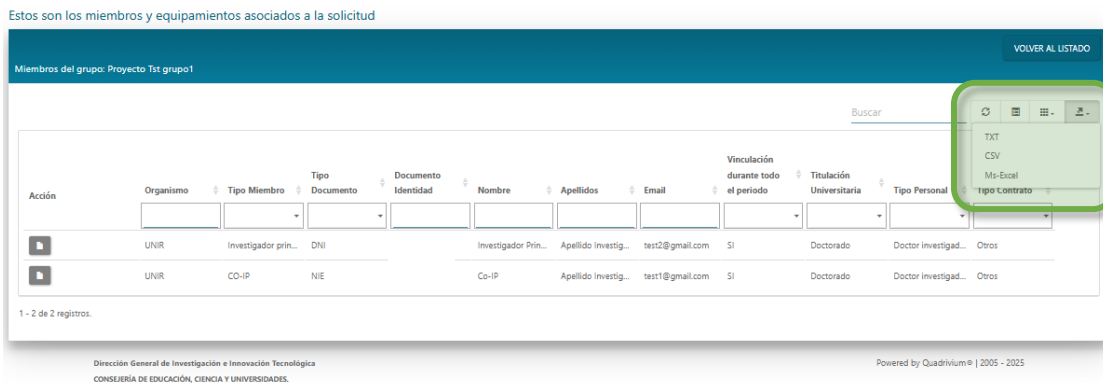 Estos son los miembros y equipamientos asociados a la solicitud
VOLVER AL LISTADO
Miembros del grupo: Proyecto Tst grupo1
Buscar
TXT
CSV
Ms-Excel
Acción
Organismo
Tipo Miembro
Tipo
Documento
Documento
Identidad
Nombre
Apellidos
Email
Vinculación
durante todo
el periodo
Titulación
Universitaria
Tipo Personal
Tipo Contrato
UNIR Investigador prin... DNI Investigador Prin... Apellido Investig... test2@gmail.com SI Doctorado Doctor investigad... Otros
UNIR CO-IP NIE Co-IP Apellido Investig... test1@gmail.com SI Doctorado Doctor investigad... Otros
1 - 2 de 2 registros.
Dirección General de Investigación e Innovación Tecnológica
CONSEJERÍA DE EDUCACIÓN, CIENCIA Y UNIVERSIDADES.
Powered by Quadrivium® | 2005 - 2025